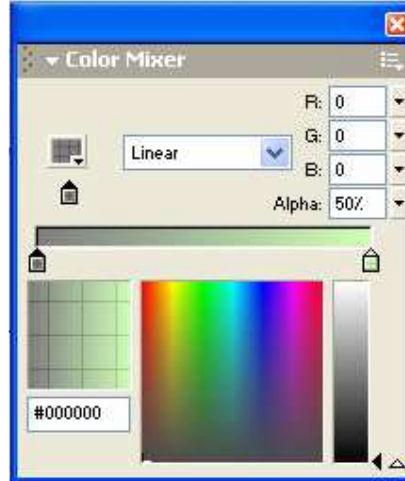 Color Mixer
R: 0
G: 0
Linear
B: 0
Alpha: 50%
#000000